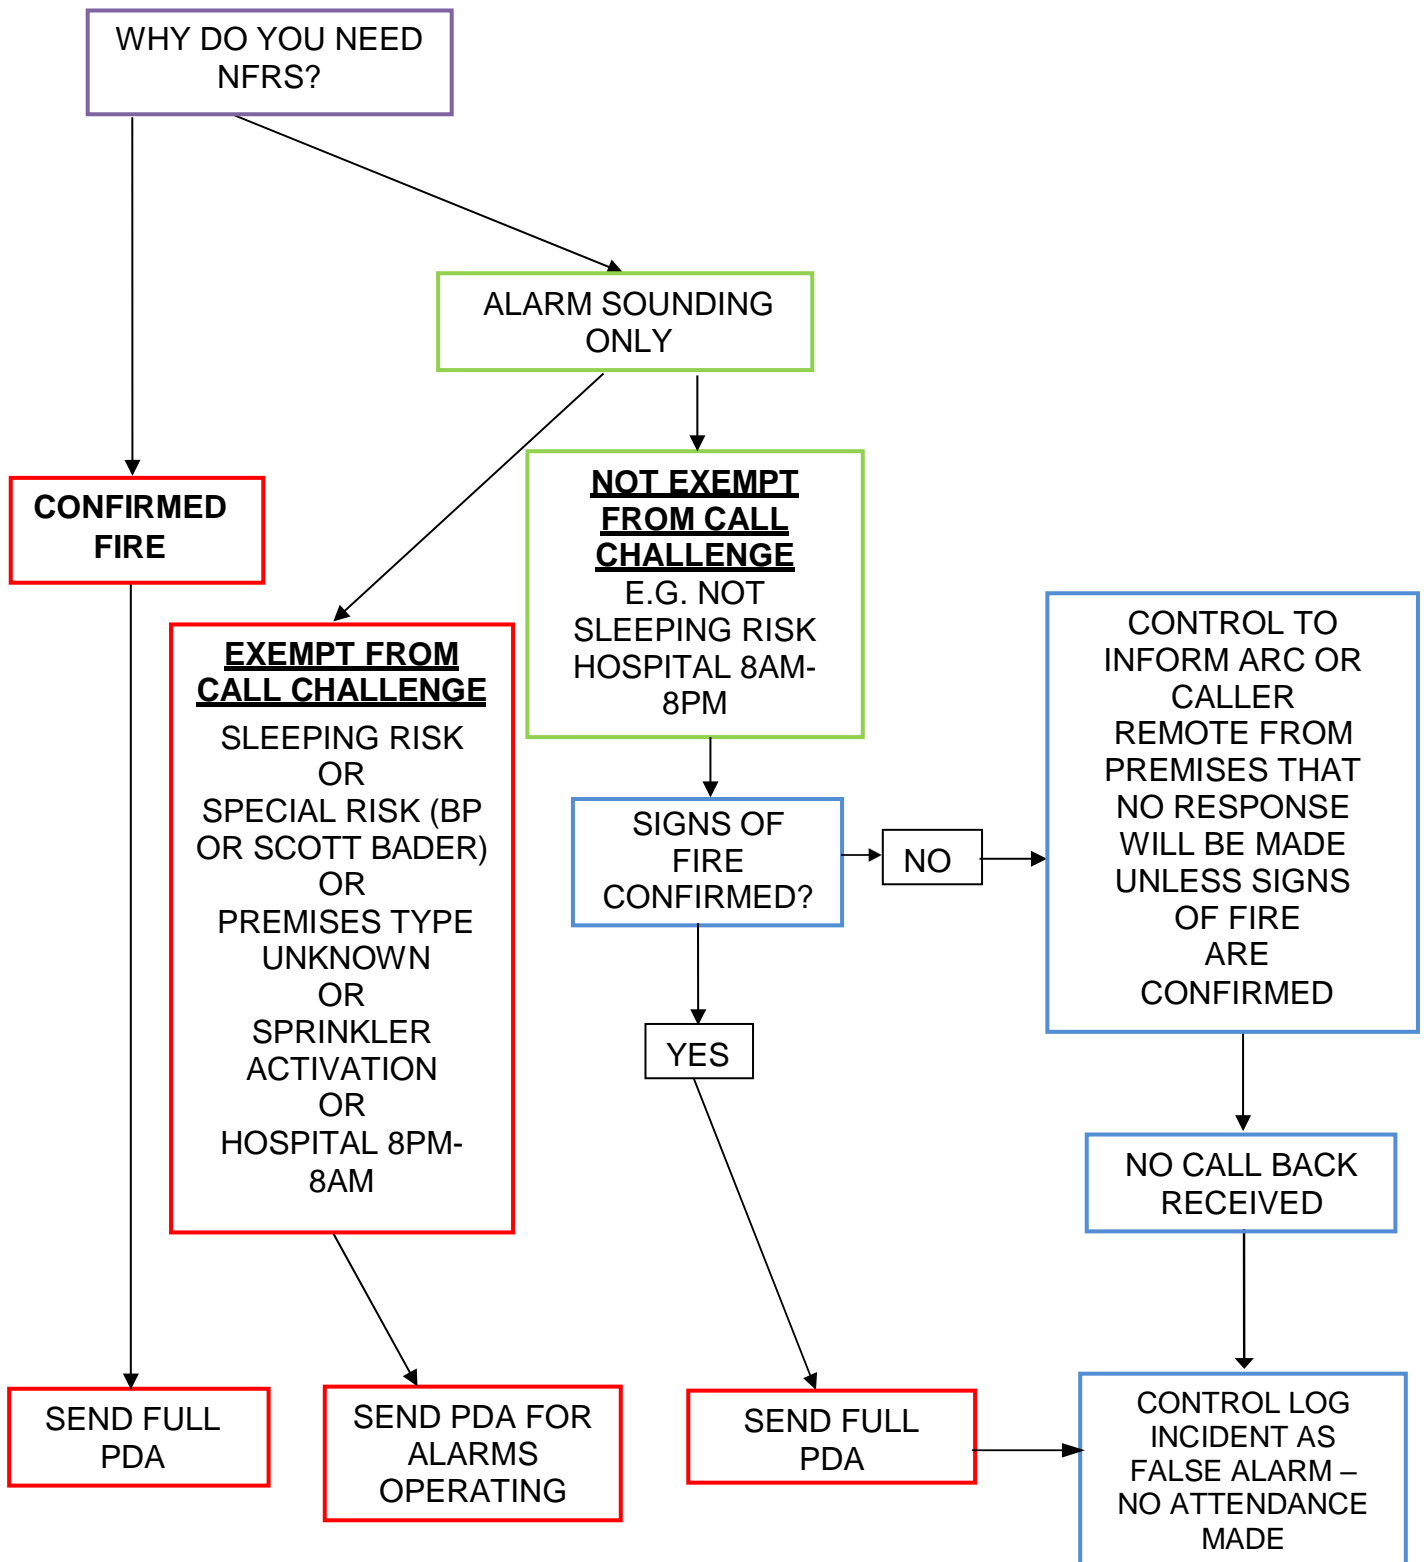 WHY DO YOU NEED
NFRS?
ALARM SOUNDING
ONLY
CONFIRMED
FIRE
NOT EXEMPT
FROM CALL
CHALLENGE
E.G. NOT
SLEEPING RISK
HOSPITAL 8AM-
8PM
EXEMPT FROM
CALL CHALLENGE
SLEEPING RISK
OR
SPECIAL RISK (BP
OR SCOTT BADER)
OR
PREMISES TYPE
UNKNOWN
OR
SPRINKLER
ACTIVATION
OR
HOSPITAL 8PM-
8AM
SIGNS OF
FIRE
CONFIRMED?
NO
YES
CONTROL TO
INFORM ARC OR
CALLER
REMOTE FROM
PREMISES THAT
NO RESPONSE
WILL BE MADE
UNLESS SIGNS
OF FIRE
ARE
CONFIRMED
NO CALL BACK
RECEIVED
SEND FULL
PDA
SEND PDA FOR
ALARMS
OPERATING
SEND FULL
PDA
CONTROL LOG
INCIDENT AS
FALSE ALARM –
NO ATTENDANCE
MADE